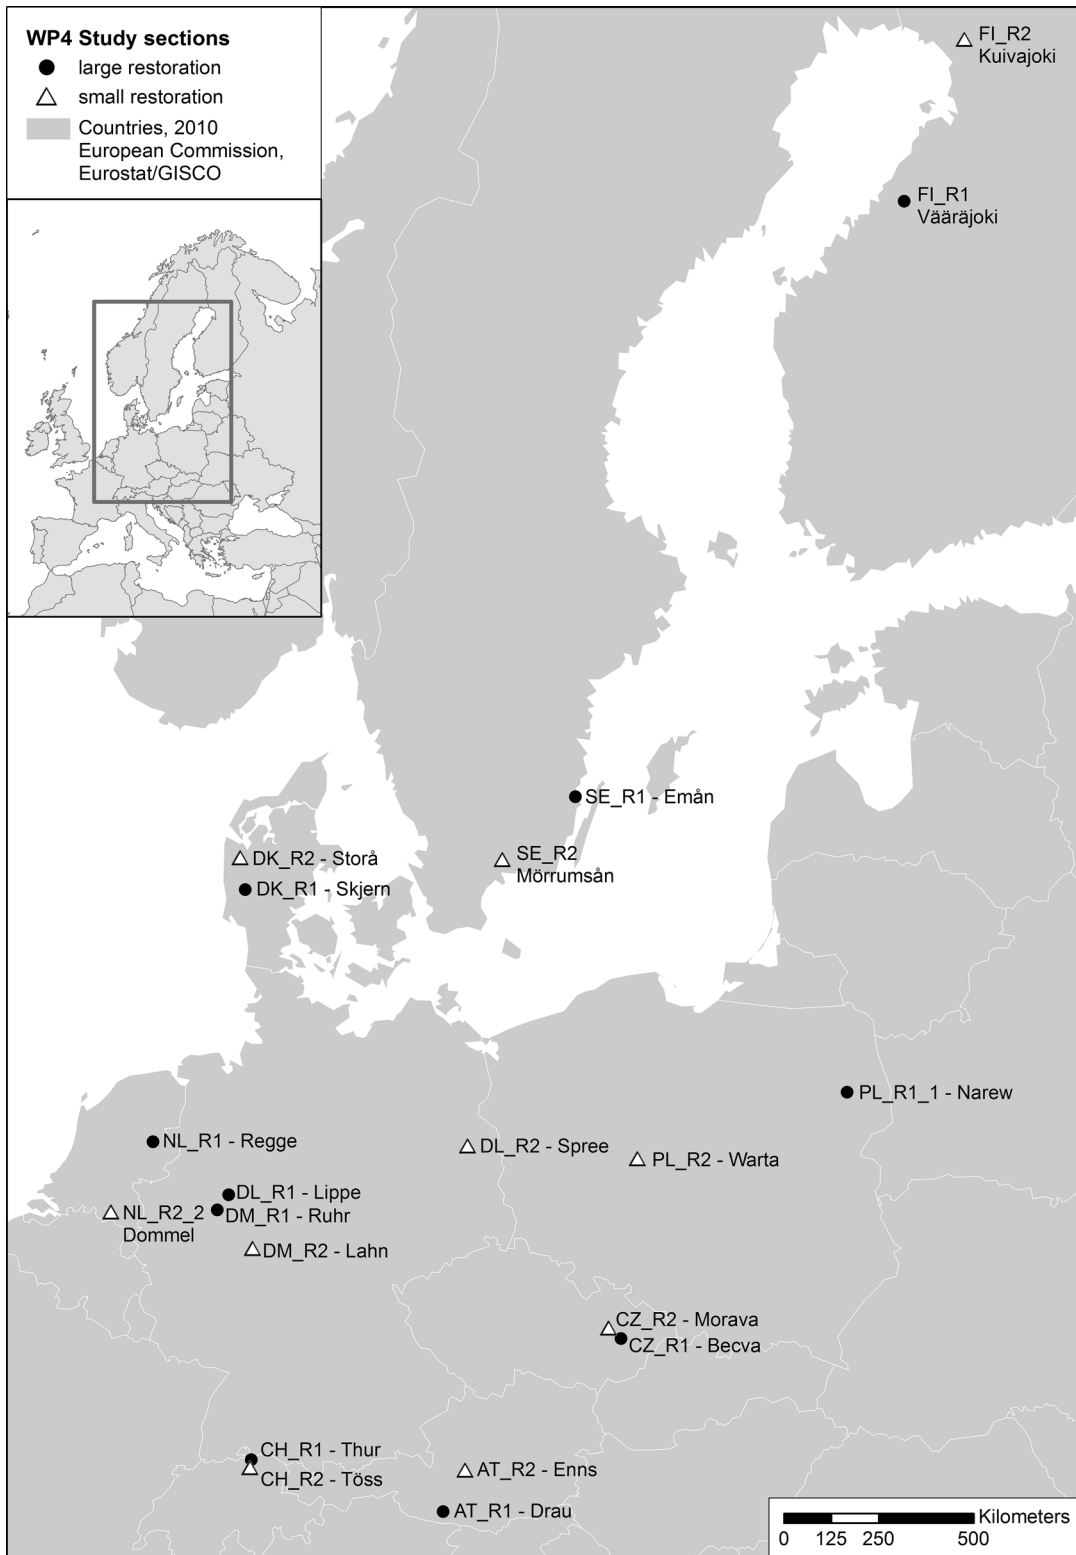 WP4 Study sections
large restoration
small restoration
Countries, 2010
European Commission,
Eurostat/GISCO
FI_R2
Kuivajoki
FI_R1
Vääräjoki
SE_R1 - Emån
SE_R2
Mörrumsån
DK_R2 - Storå
DK_R1 - Skjern
PL_R1_1 - Narew
NL_R1 - Regge
DL_R2 - Spree
PL_R2 - Warta
DL_R1 - Lippe
NL_R2_2
Dommel
DM_R1 - Ruhr
DM_R2 - Lahn
CZ_R2 - Morava
CZ_R1 - Becva
CH_R1 - Thur
CH_R2 - Töss
AT_R2 - Enns
AT_R1 - Drau
Kilometers
0 125 250 500